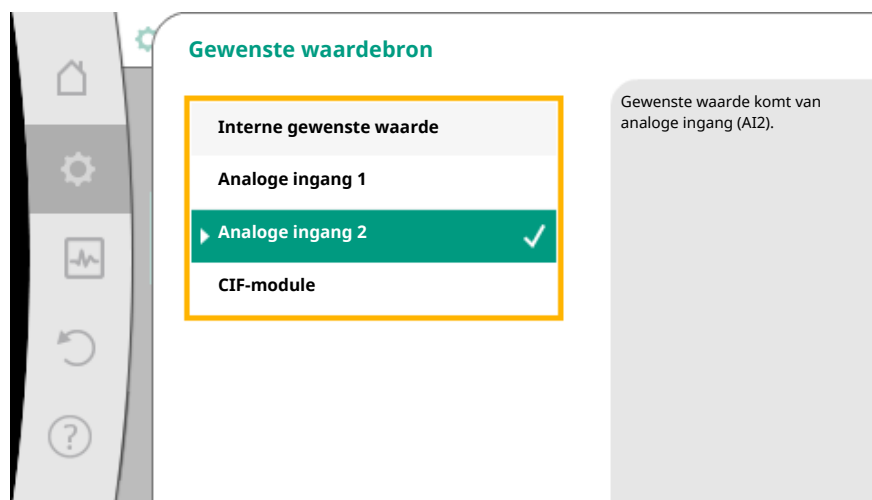 Gewenste waardebron
Interne gewenste waarde
Analoge ingang 1
Analoge ingang 2
CIF-module
Gewenste waarde komt van
analoge ingang (AI2).
?